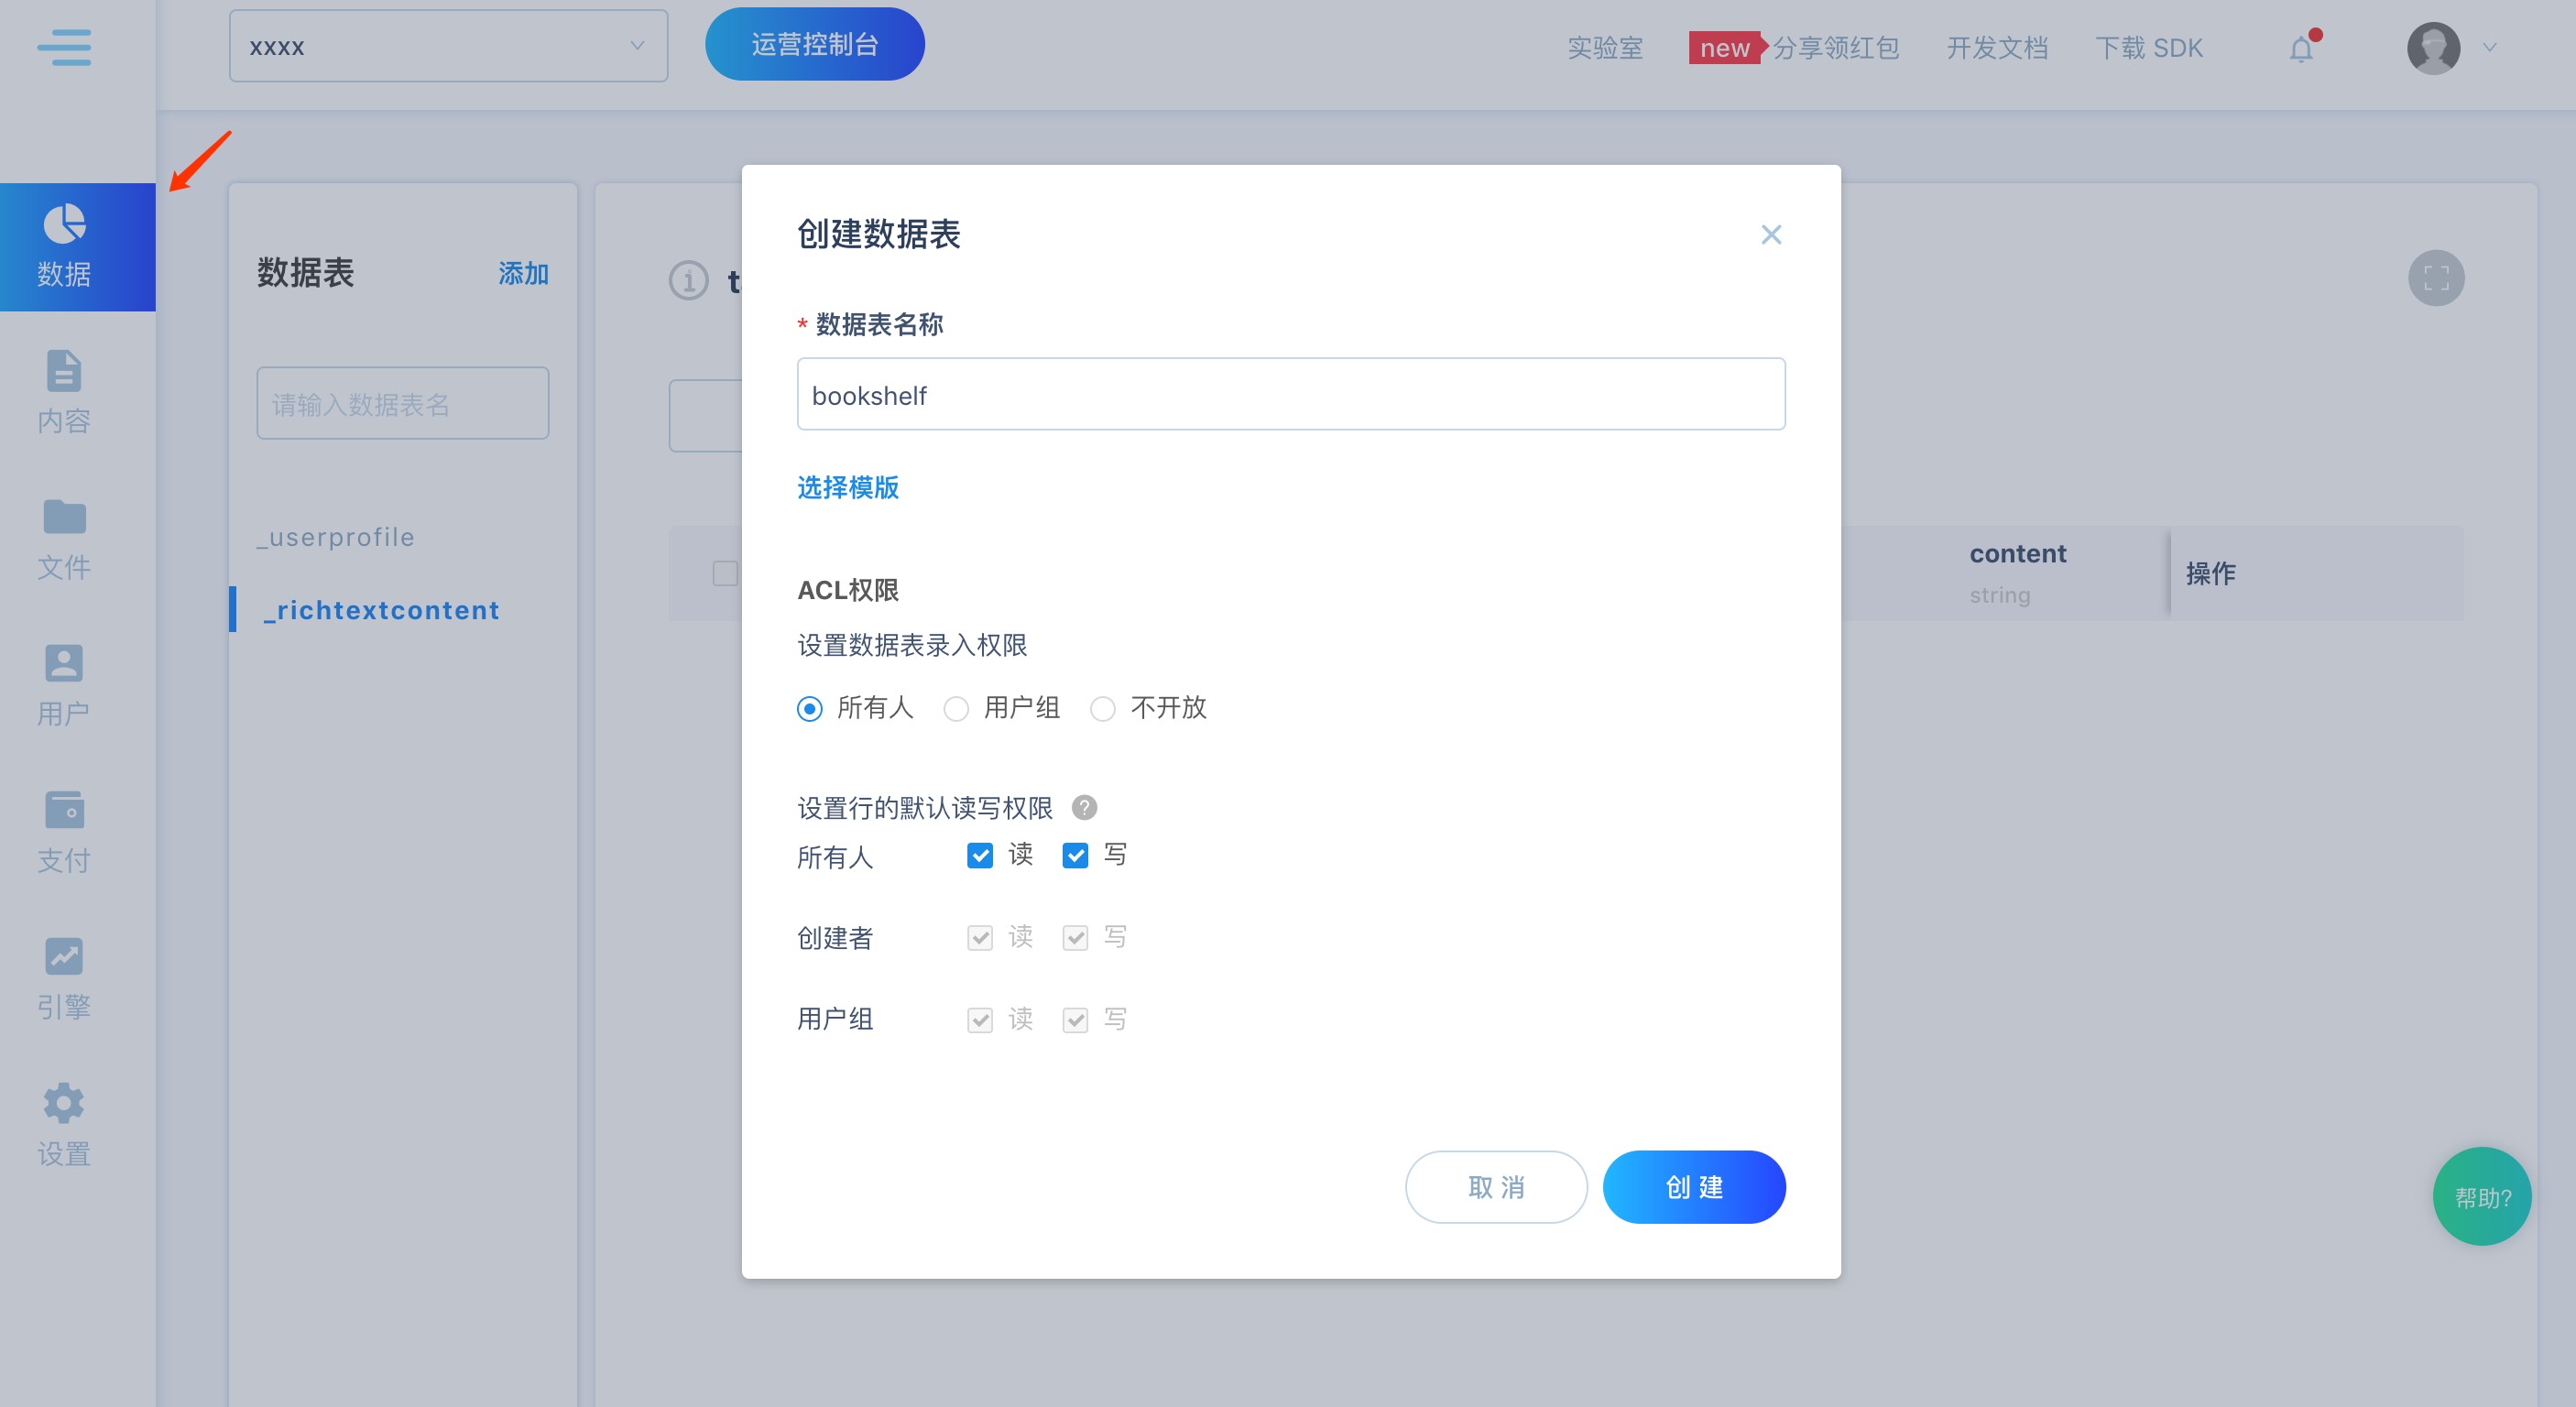 xxxx
运营控制台
实验室
new
分享领红包
开发文档
下载 SDK
数据
内容
文件
用户
支付
引擎
设置
数据表
添加
请输入数据表名
_userprofile
_richtextcontent
t
content
string
操作
创建数据表
* 数据表名称
bookshelf
选择模版
ACL权限
设置数据表录入权限
所有人 用户组 不开放
设置行的默认读写权限 ?
所有人 读 写
创建者 读 写
用户组 读 写
取 消
创 建
帮助?